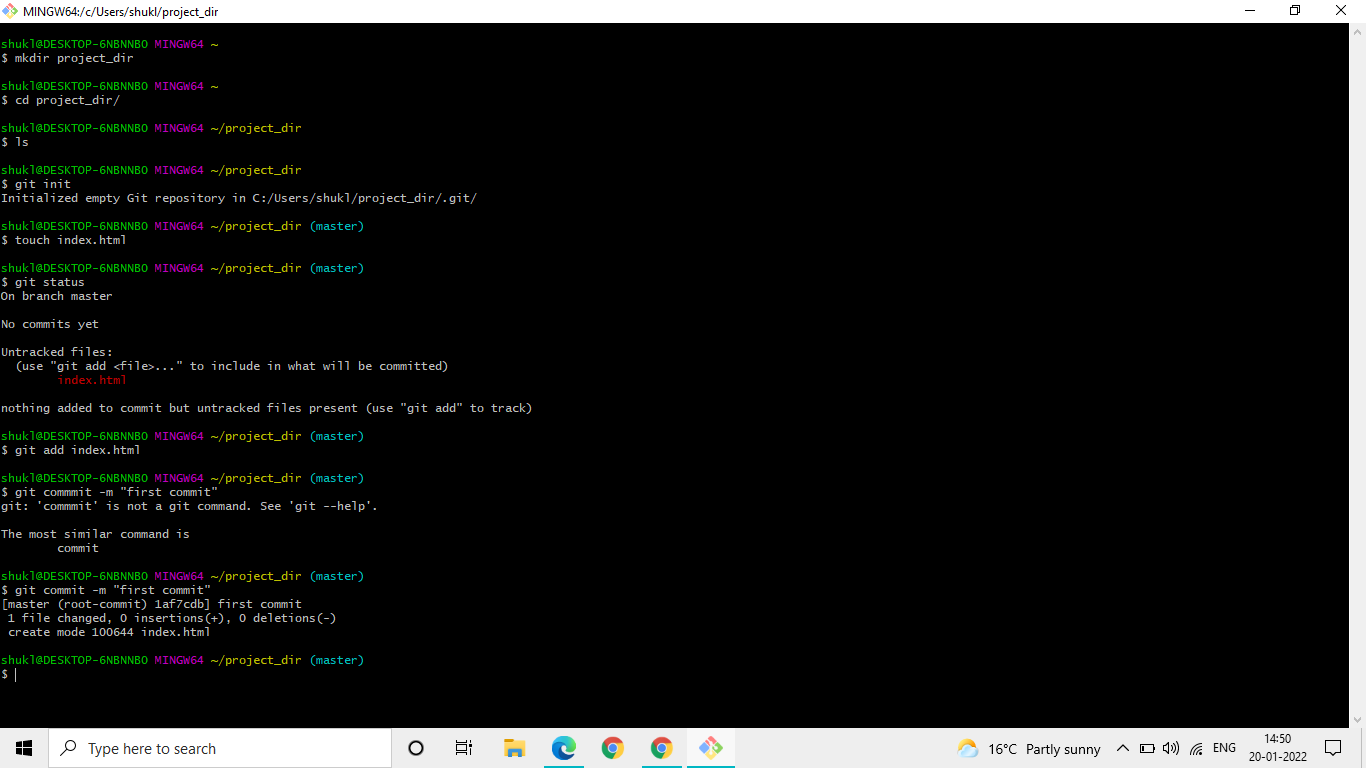 MINGW64:/c/Users/shukl/project_dir
shukl@DESKTOP-6NBNNBO MINGW64 ~
$ mkdir project_dir
shukl@DESKTOP-6NBNNBO MINGW64 ~
$ cd project_dir/
shukl@DESKTOP-6NBNNBO MINGW64 ~/project_dir
$ ls
shukl@DESKTOP-6NBNNBO MINGW64 ~/project_dir
$ git init
Initialized empty Git repository in C:/Users/shukl/project_dir/.git/
shukl@DESKTOP-6NBNNBO MINGW64 ~/project_dir (master)
$ touch index.html
shukl@DESKTOP-6NBNNBO MINGW64 ~/project_dir (master)
$ git status
On branch master
No commits yet
Untracked files:
  (use "git add <file>..." to include in what will be committed)
        index.html
nothing added to commit but untracked files present (use "git add" to track)
shukl@DESKTOP-6NBNNBO MINGW64 ~/project_dir (master)
$ git add index.html
shukl@DESKTOP-6NBNNBO MINGW64 ~/project_dir (master)
$ git commmit -m "first commit"
git: 'commmit' is not a git command. See 'git --help'.
The most similar command is
        commit
shukl@DESKTOP-6NBNNBO MINGW64 ~/project_dir (master)
$ git commit -m "first commit"
[master (root-commit) 1af7cdb] first commit
 1 file changed, 0 insertions(+), 0 deletions(-)
 create mode 100644 index.html
shukl@DESKTOP-6NBNNBO MINGW64 ~/project_dir (master)
$
Type here to search
16°C Partly sunny
ENG
14:50
20-01-2022